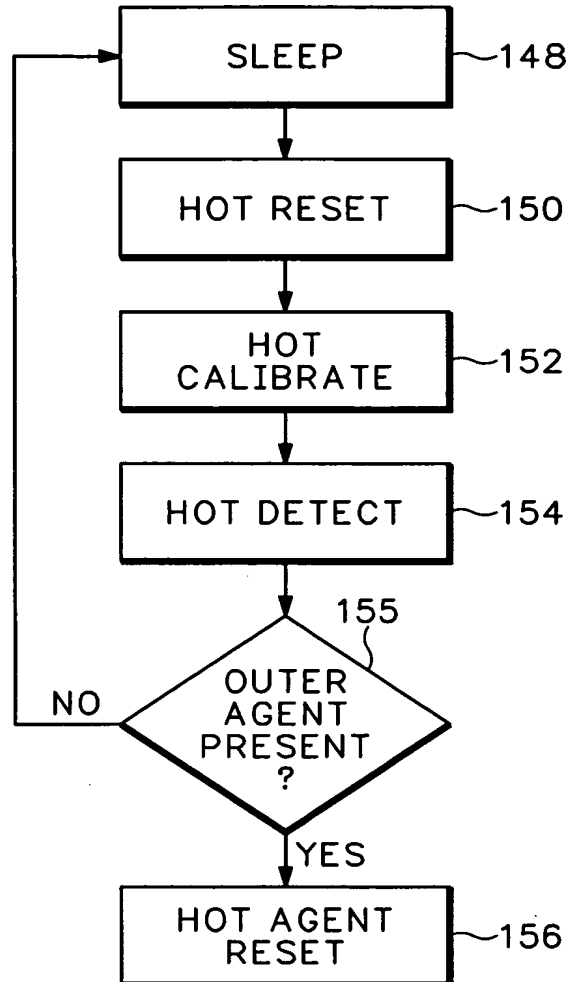 SLEEP
148
HOT RESET
150
HOT
CALIBRATE
152
HOT DETECT
154
155
OUTER
AGENT
PRESENT
?
NO
YES
HOT AGENT
RESET
156